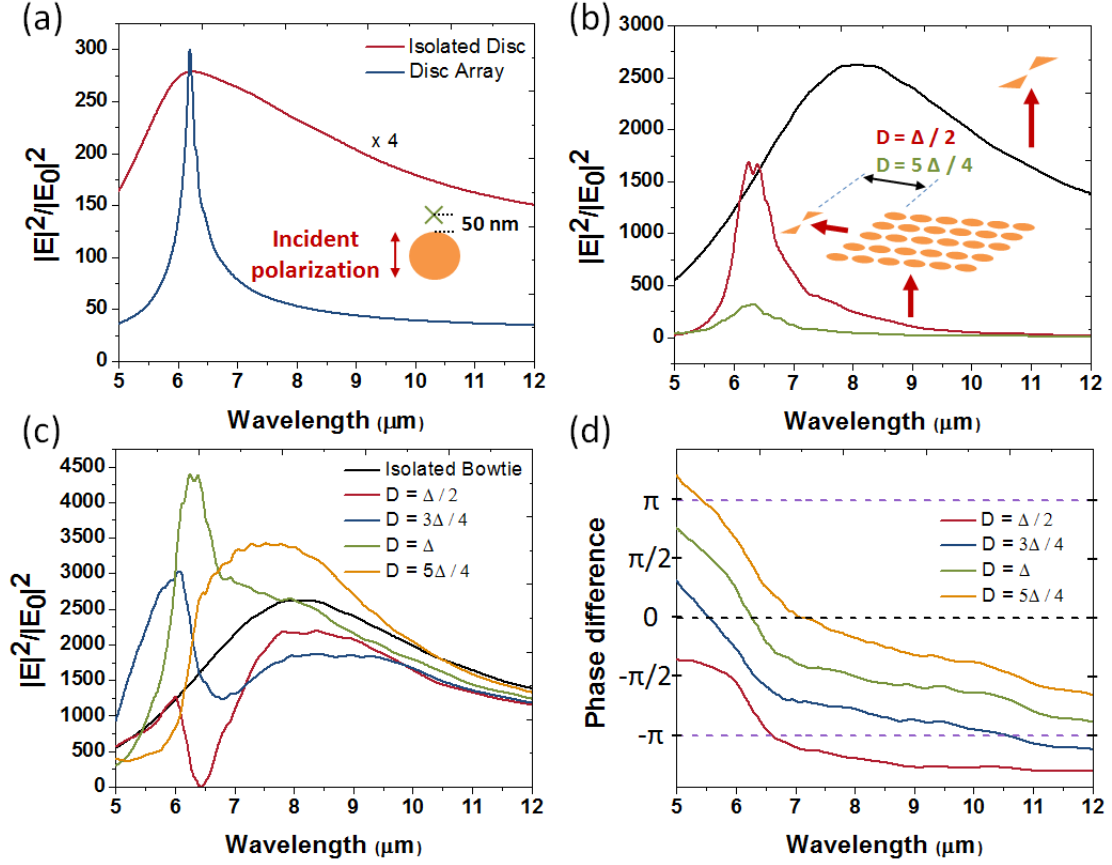 (a)
|E|²/|E₀|²
300
250
200
150
100
50
0
Isolated Disc
Disc Array
x 4
50 nm
Incident
polarization
5 6 7 8 9 10 11 12
Wavelength (μm)
(b)
|E|²/|E₀|²
3000
2500
2000
1500
1000
500
0
D = Δ / 2
D = 5 Δ / 4
5 6 7 8 9 10 11 12
Wavelength (μm)
(c)
|E|²/|E₀|²
4500
4000
3500
3000
2500
2000
1500
1000
500
0
Isolated Bowtie
D = Δ / 2
D = 3Δ / 4
D = Δ
D = 5Δ / 4
5 6 7 8 9 10 11 12
Wavelength (μm)
(d)
Phase difference
π
π/2
0
-π/2
-π
D = Δ / 2
D = 3Δ / 4
D = Δ
D = 5Δ / 4
5 6 7 8 9 10 11 12
Wavelength (μm)